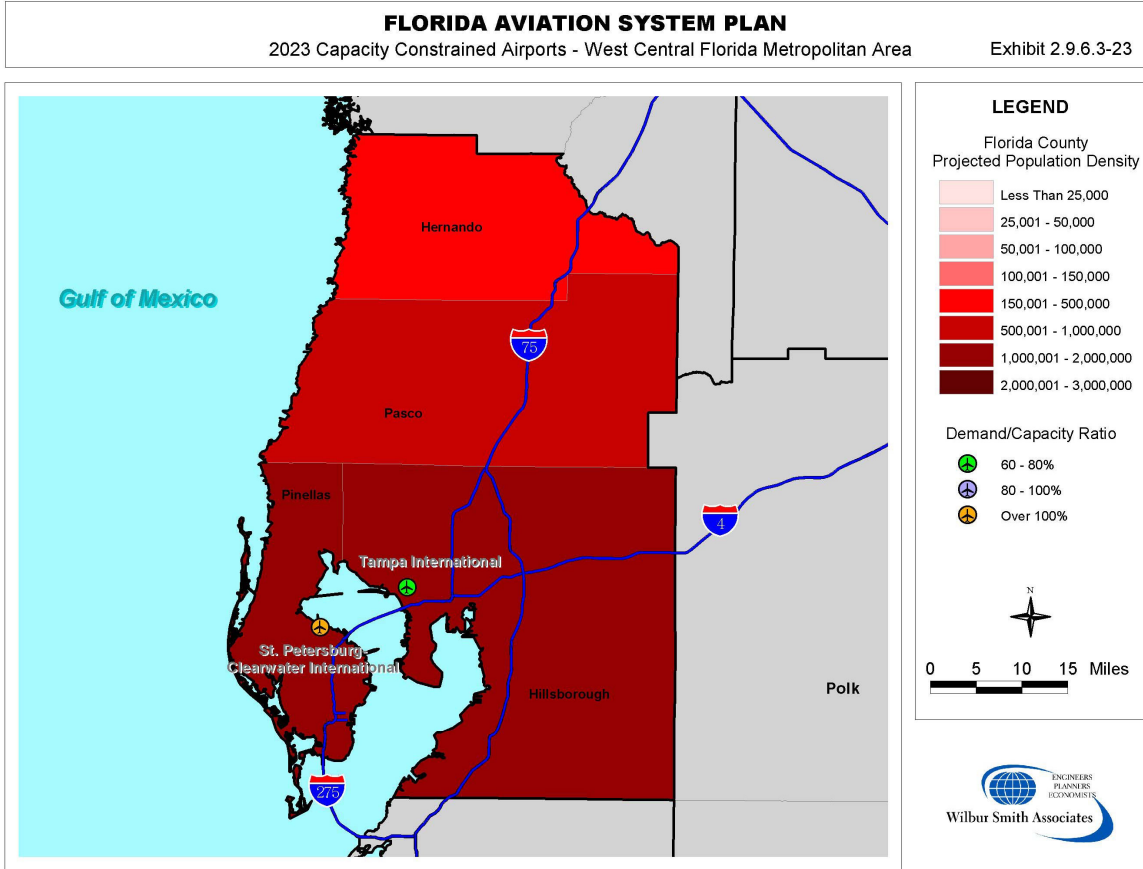 FLORIDA AVIATION SYSTEM PLAN
2023 Capacity Constrained Airports - West Central Florida Metropolitan Area
Exhibit 2.9.6.3-23
Hernando
Gulf of Mexico
75
Pasco
Pinellas
4
Tampa International
St. Petersburg-
Clearwater International
Hillsborough
Polk
275
LEGEND
Florida County
Projected Population Density
Less Than 25,000
25,001 - 50,000
50,001 - 100,000
100,001 - 150,000
150,001 - 500,000
500,001 - 1,000,000
1,000,001 - 2,000,000
2,000,001 - 3,000,000
Demand/Capacity Ratio
60 - 80%
80 - 100%
Over 100%
N
0 5 10 15 Miles
ENGINEERS
PLANNERS
ECONOMISTS
Wilbur Smith Associates